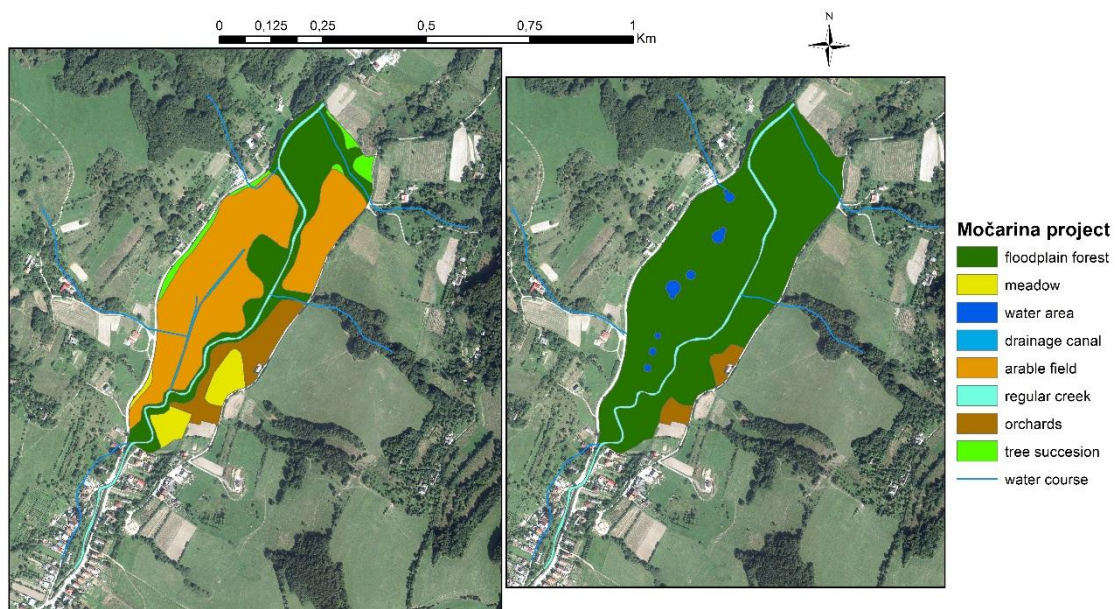 0 0,125 0,25 0,5 0,75 1
Km
N
Močarina project
floodplain forest
meadow
water area
drainage canal
arable field
regular creek
orchards
tree succesion
water course